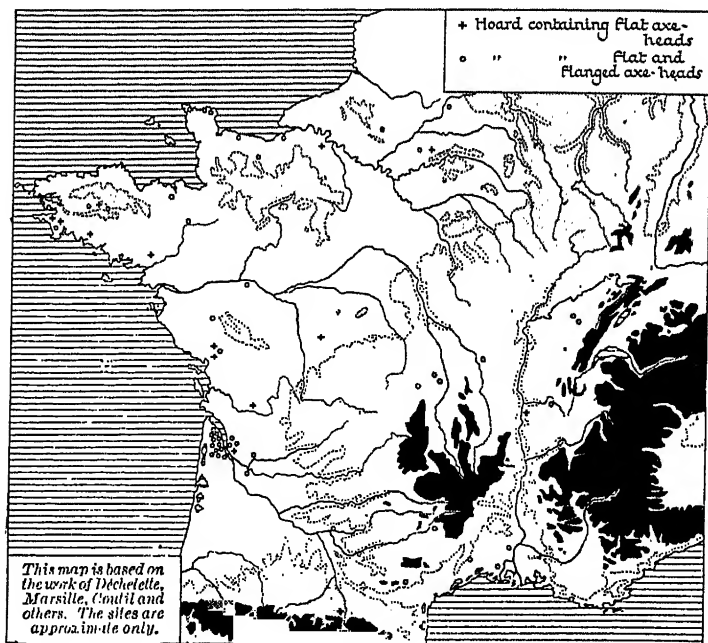 + Hoard containing flat axe-
heads
o " " flat and
flanged axe-heads
This map is based on
the work of Déchelette,
Marsille, Coutil and
others. The sites are
approximate only.